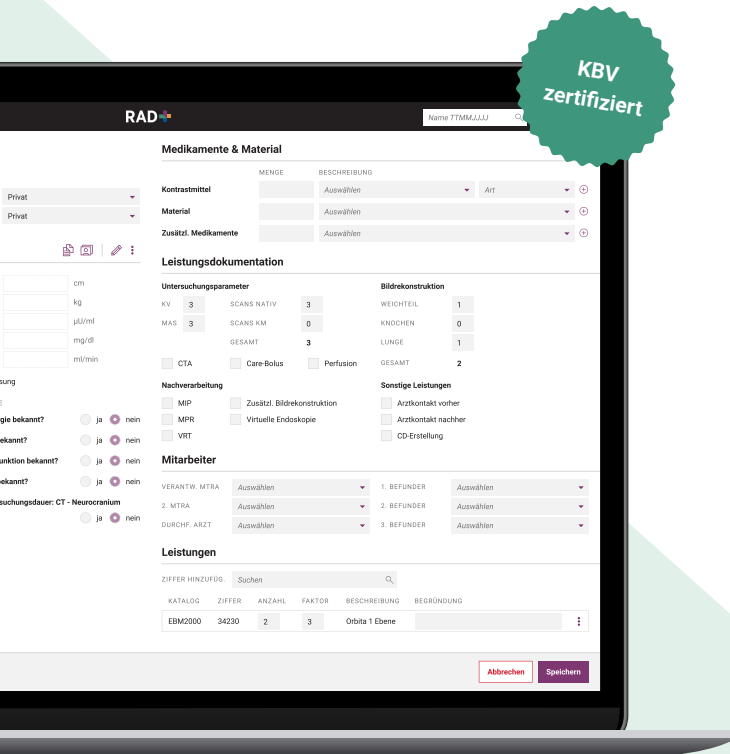 KBV
zertifiziert
RAD
Name TTMMJJJJ
Privat
Privat
cm
kg
µU/ml
mg/dl
ml/min
bekannt?
ja nein
ja nein
bekannt?
ja nein
bekannt?
ja nein
CT - Neurocranium
ja nein
Medikamente & Material
MENGE BESCHREIBUNG
Kontrastmittel Auswählen Art
Material Auswählen
Zusätzl. Medikamente Auswählen
Leistungsdokumentation
Untersuchungsparameter Bildrekonstruktion
KV 3 SCANS NATIV 3 WEICHTEIL 1
MAS 3 SCANS KM 0 KNOCHEN 0
GESAMT 3 LUNGE 1
CTA Care-Bolus Perfusion GESAMT 2
Nachverarbeitung Sonstige Leistungen
MIP Zusätzl. Bildrekonstruktion Arztkontakt vorher
MPR Virtuelle Endoskopie Arztkontakt nachher
VRT CD-Erstellung
Mitarbeiter
VERANTW. MTRA Auswählen 1. BEFUNDER Auswählen
2. MTRA Auswählen 2. BEFUNDER Auswählen
DURCHF. ARZT Auswählen 3. BEFUNDER Auswählen
Leistungen
ZIFFER HINZUFÜG. Suchen
KATALOG ZIFFER ANZAHL FAKTOR BESCHREIBUNG BEGRÜNDUNG
EBM2000 34230 2 3 Orbita 1 Ebene
Abbrechen Speichern